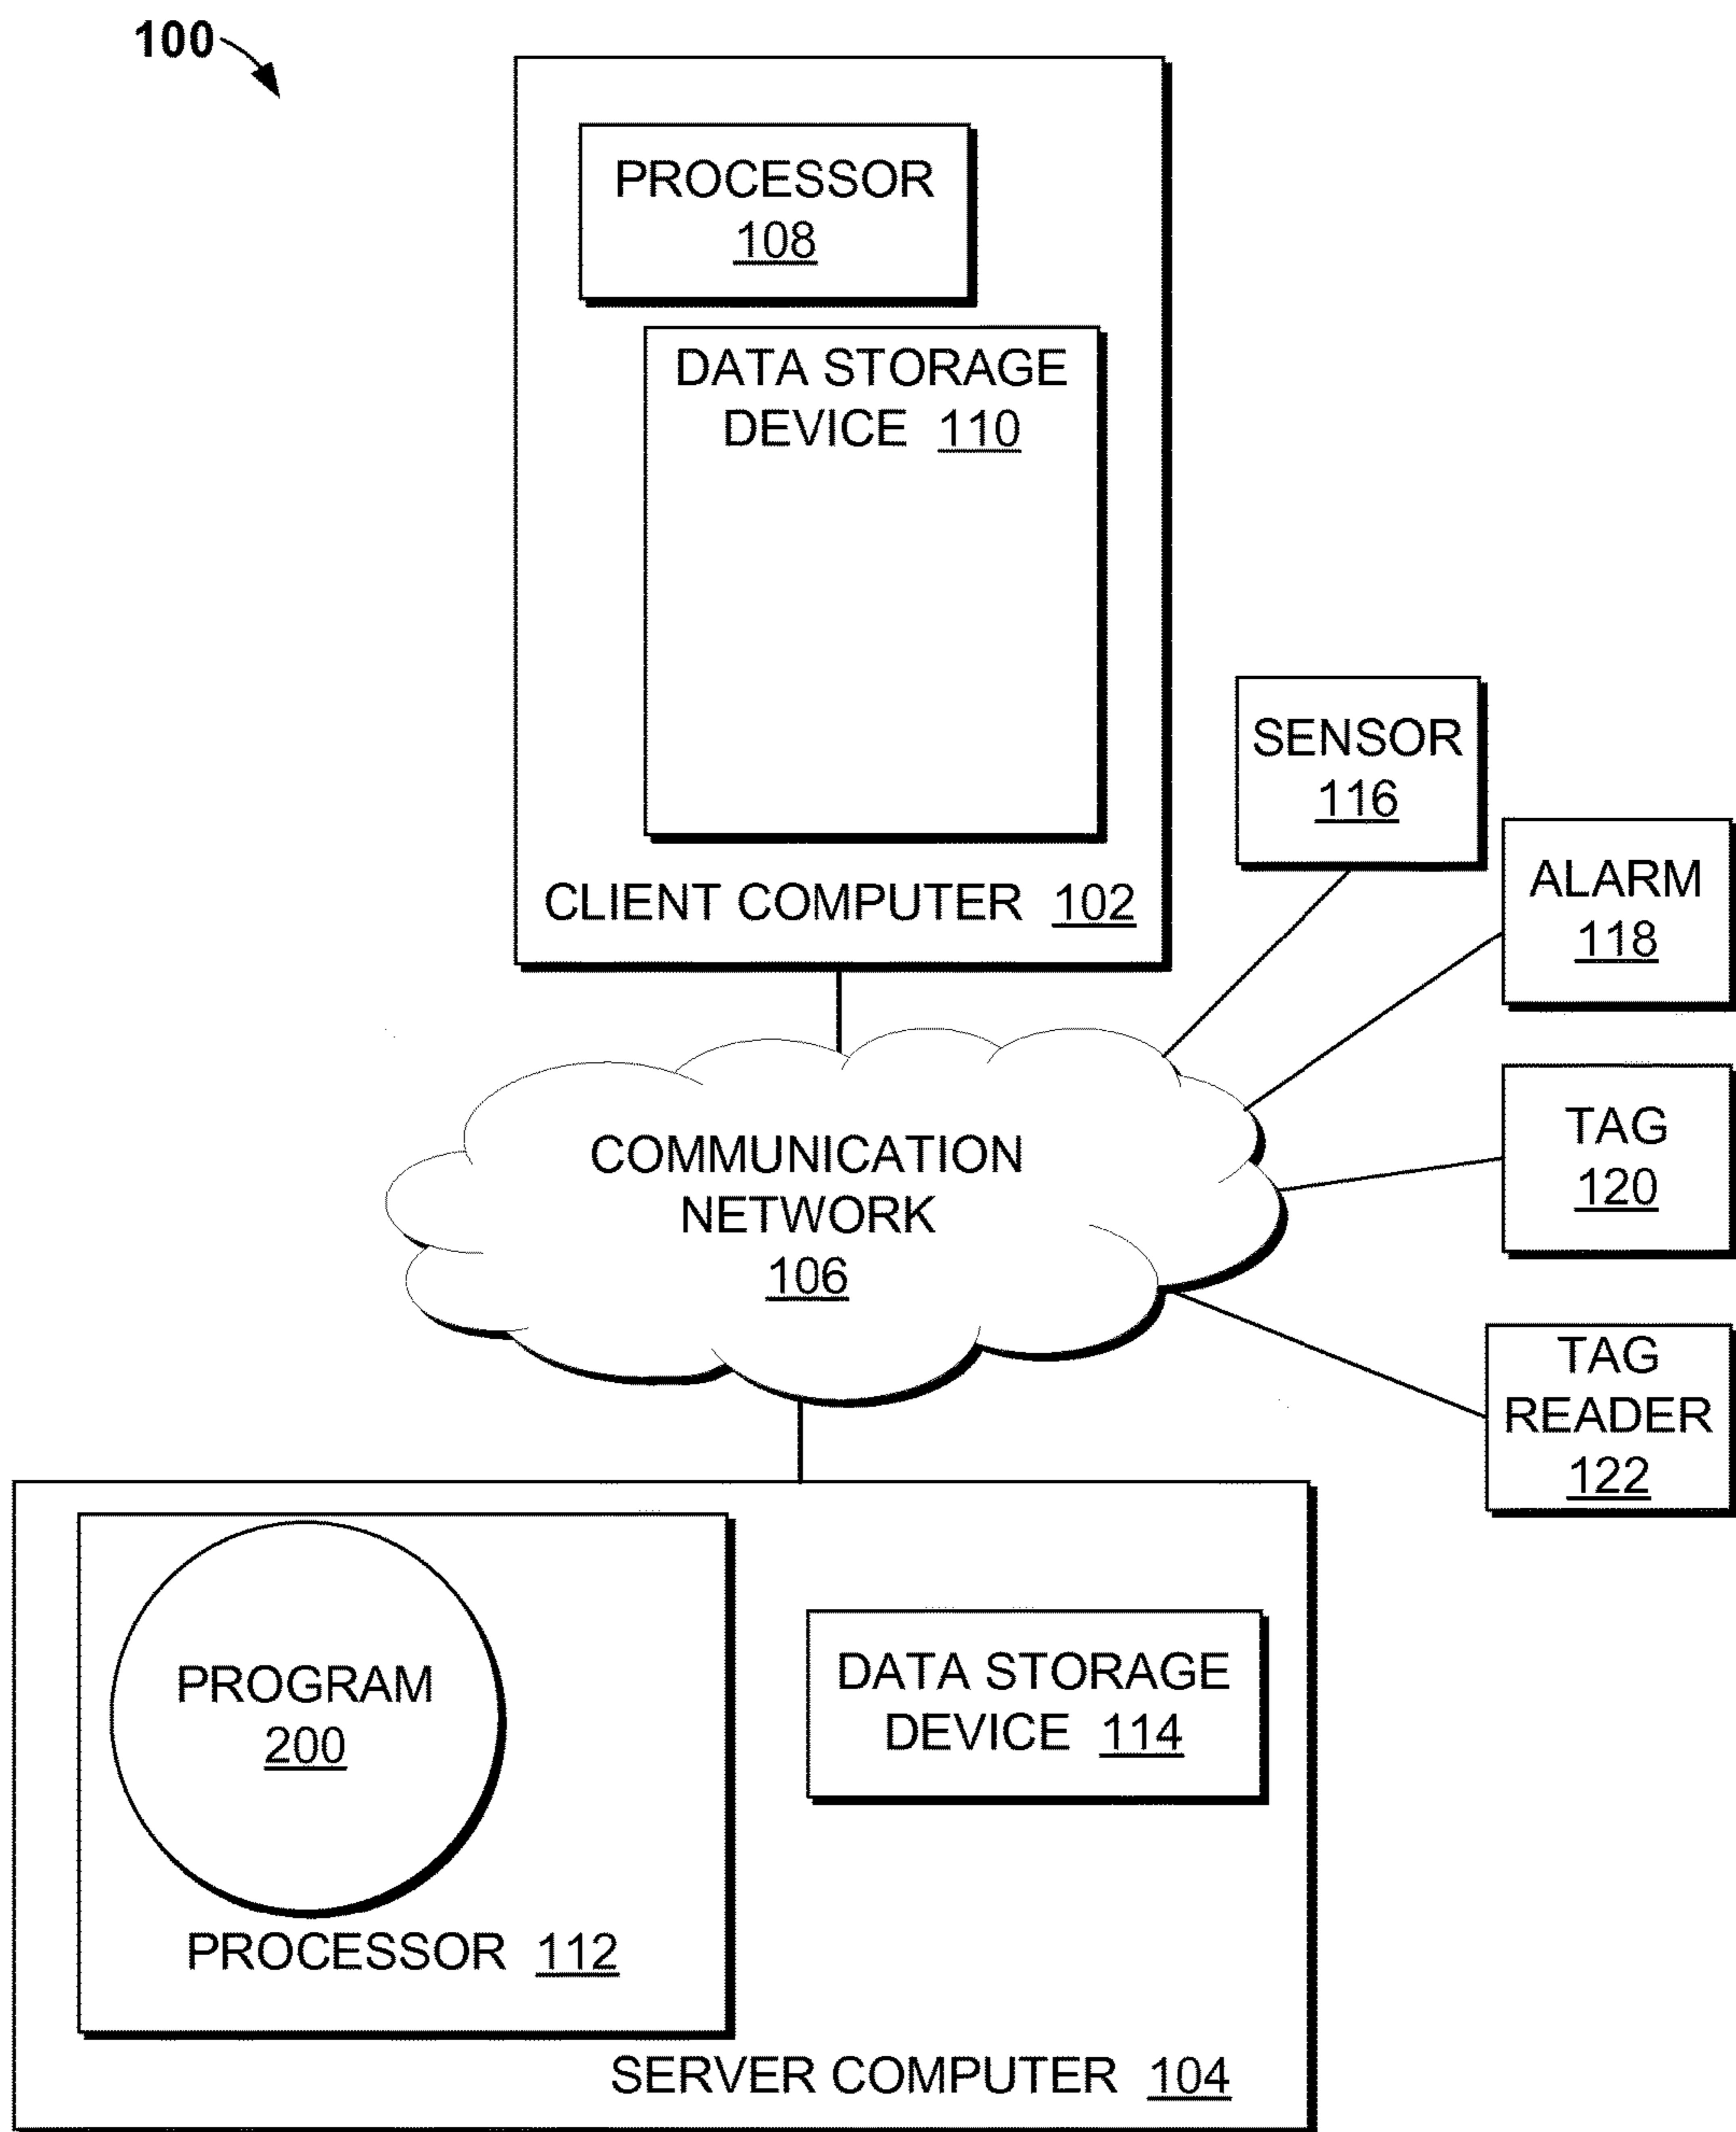 100
PROCESSOR
108
DATA STORAGE
DEVICE 110
CLIENT COMPUTER 102
SENSOR
116
ALARM
118
TAG
120
TAG
READER
122
COMMUNICATION
NETWORK
106
PROGRAM
200
PROCESSOR 112
DATA STORAGE
DEVICE 114
SERVER COMPUTER 104